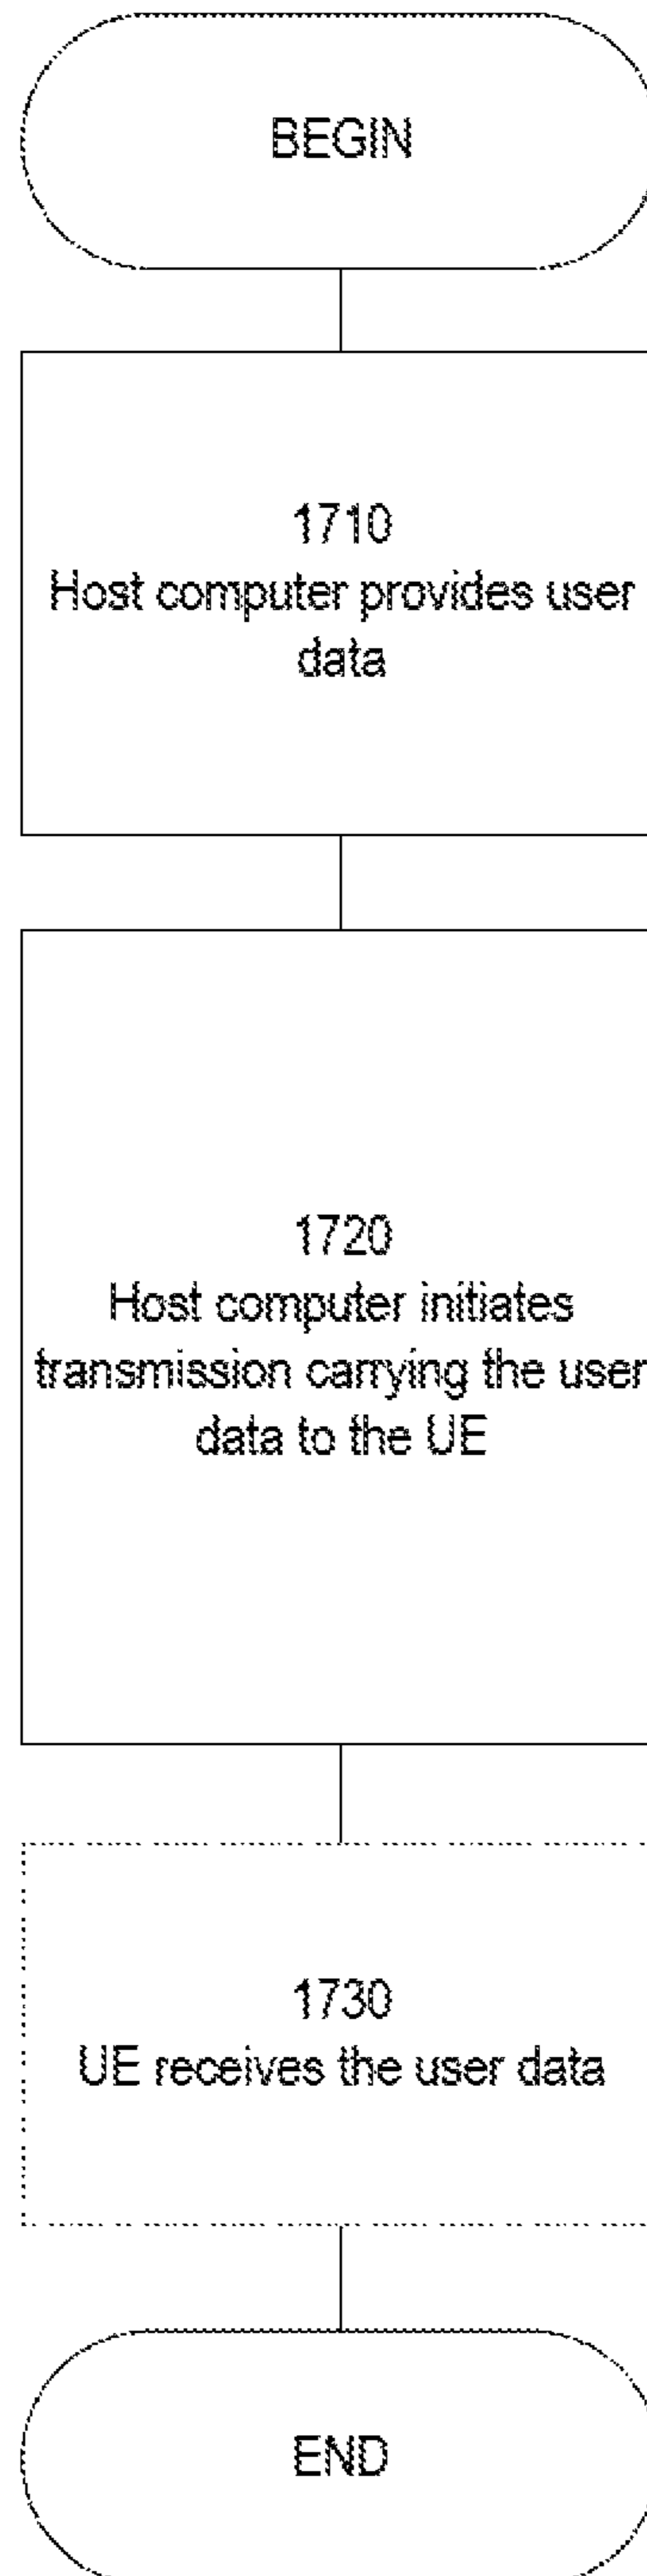 BEGIN
1710
Host computer provides user
data
1720
Host computer initiates
transmission carrying the user
data to the UE
1730
UE receives the user data
END